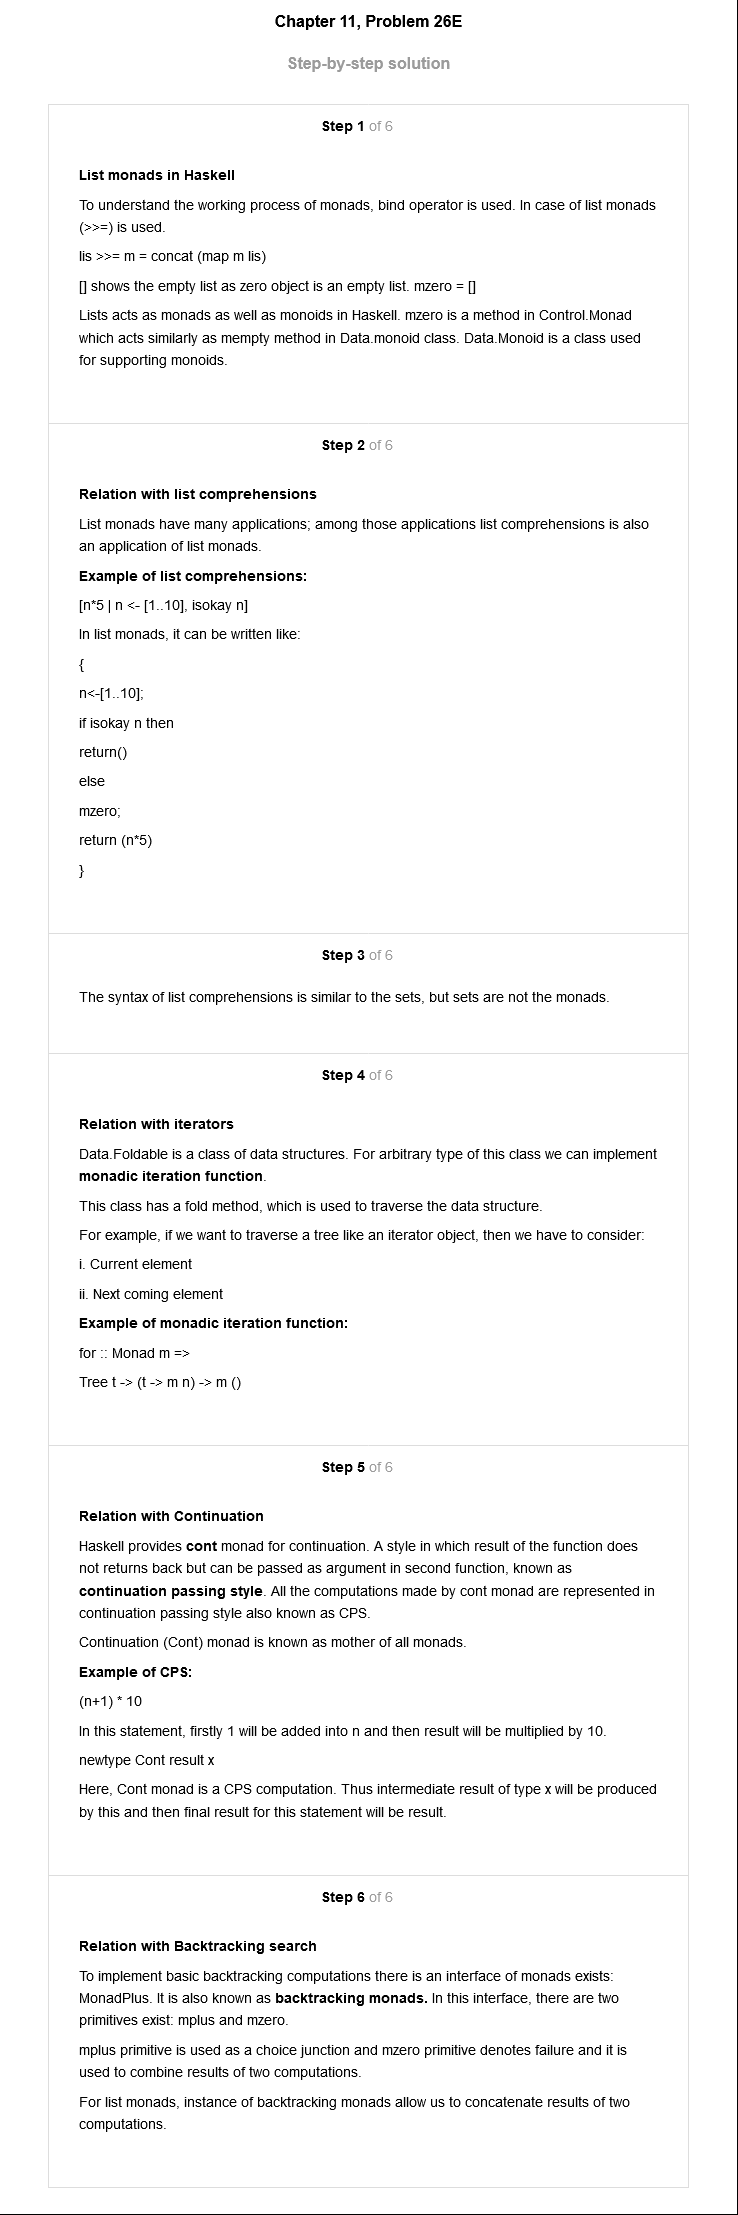 Chapter 11, Problem 26E
Step-by-step solution
Step 1 of 6
List monads in Haskell
To understand the working process of monads, bind operator is used. In case of list monads
(>>=) is used.
lis >>= m = concat (map m lis)
[] shows the empty list as zero object is an empty list. mzero = []
Lists acts as monads as well as monoids in Haskell. mzero is a method in Control.Monad
which acts similarly as mempty method in Data.monoid class. Data.Monoid is a class used
for supporting monoids.
Step 2 of 6
Relation with list comprehensions
List monads have many applications; among those applications list comprehensions is also
an application of list monads.
Example of list comprehensions:
[n*5 | n <- [1..10], isokay n]
In list monads, it can be written like:
{
n<-[1..10];
if isokay n then
return()
else
mzero;
return (n*5)
}
Step 3 of 6
The syntax of list comprehensions is similar to the sets, but sets are not the monads.
Step 4 of 6
Relation with iterators
Data.Foldable is a class of data structures. For arbitrary type of this class we can implement
monadic iteration function.
This class has a fold method, which is used to traverse the data structure.
For example, if we want to traverse a tree like an iterator object, then we have to consider:
i. Current element
ii. Next coming element
Example of monadic iteration function:
for :: Monad m =>
Tree t -> (t -> m n) -> m ()
Step 5 of 6
Relation with Continuation
Haskell provides cont monad for continuation. A style in which result of the function does
not returns back but can be passed as argument in second function, known as
continuation passing style. All the computations made by cont monad are represented in
continuation passing style also known as CPS.
Continuation (Cont) monad is known as mother of all monads.
Example of CPS:
(n+1) * 10
In this statement, firstly 1 will be added into n and then result will be multiplied by 10.
newtype Cont result x
Here, Cont monad is a CPS computation. Thus intermediate result of type x will be produced
by this and then final result for this statement will be result.
Step 6 of 6
Relation with Backtracking search
To implement basic backtracking computations there is an interface of monads exists:
MonadPlus. It is also known as backtracking monads. In this interface, there are two
primitives exist: mplus and mzero.
mplus primitive is used as a choice junction and mzero primitive denotes failure and it is
used to combine results of two computations.
For list monads, instance of backtracking monads allow us to concatenate results of two
computations.